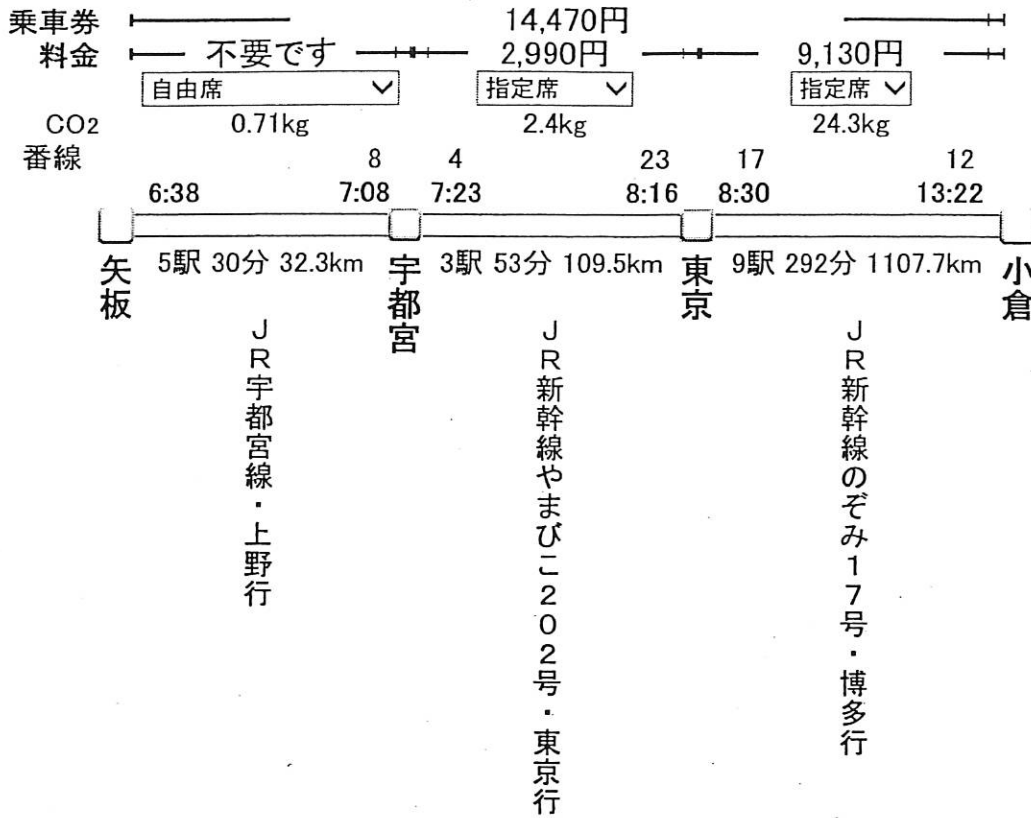 乗車券 14,470円
料金 不要です 2,990円 9,130円
自由席 指定席 指定席
CO2 0.71kg 2.4kg 24.3kg
番線 8 4 23 17 12
6:38 7:08 7:23 8:16 8:30 13:22
5駅 30分 32.3km 3駅 53分 109.5km 9駅 292分 1107.7km
矢板
宇都宮
東京
小倉
JR宇都宮線・上野行
JR新幹線やまびこ202号・東京行
JR新幹線のぞみ17号・博多行